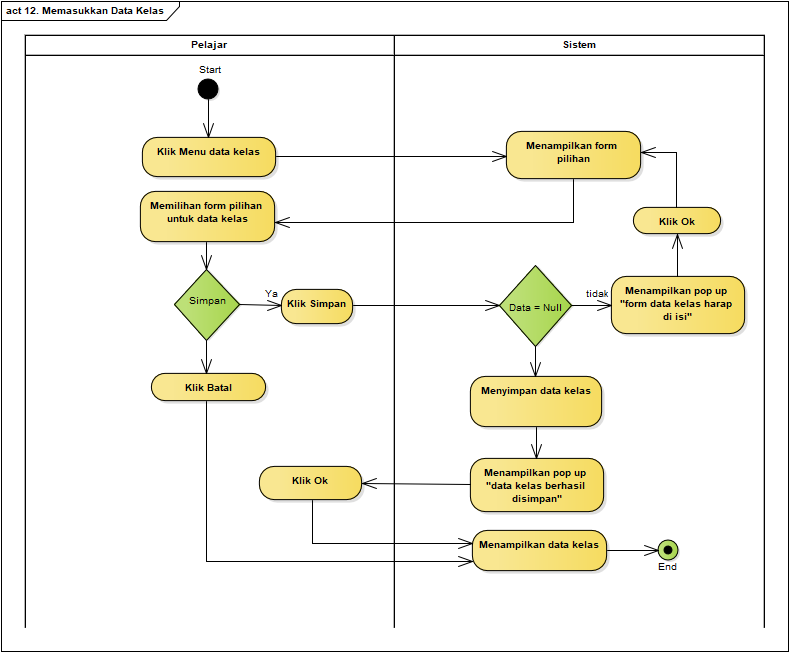 act 12. Memasukkan Data Kelas
Pelajar
Sistem
Start
Klik Menu data kelas
Menampilkan form
pilihan
Memilihan form pilihan
untuk data kelas
Klik Ok
Simpan
Ya
Klik Simpan
Data = Null
tidak
Menampilkan pop up
"form data kelas harap
di isi"
Klik Batal
Menyimpan data kelas
Klik Ok
Menampilkan pop up
"data kelas berhasil
disimpan"
Menampilkan data kelas
End